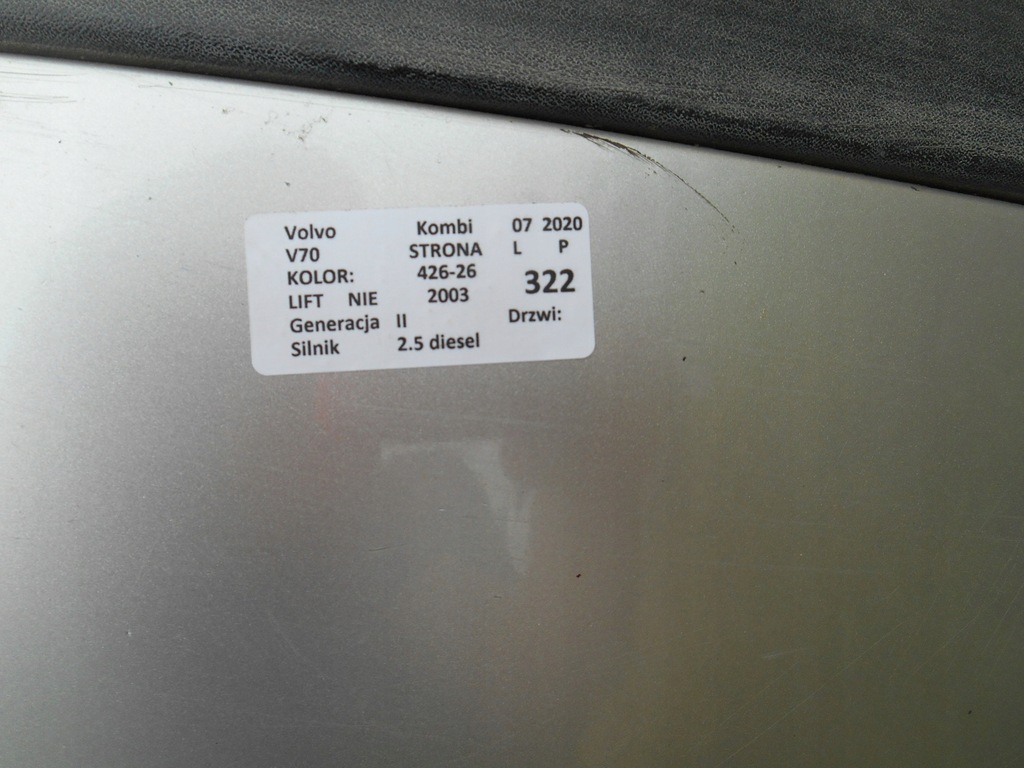 Volvo Kombi 07 2020
V70 STRONA L P
KOLOR: 426-26 322
LIFT NIE 2003
Generacja II Drzwi:
Silnik 2.5 diesel